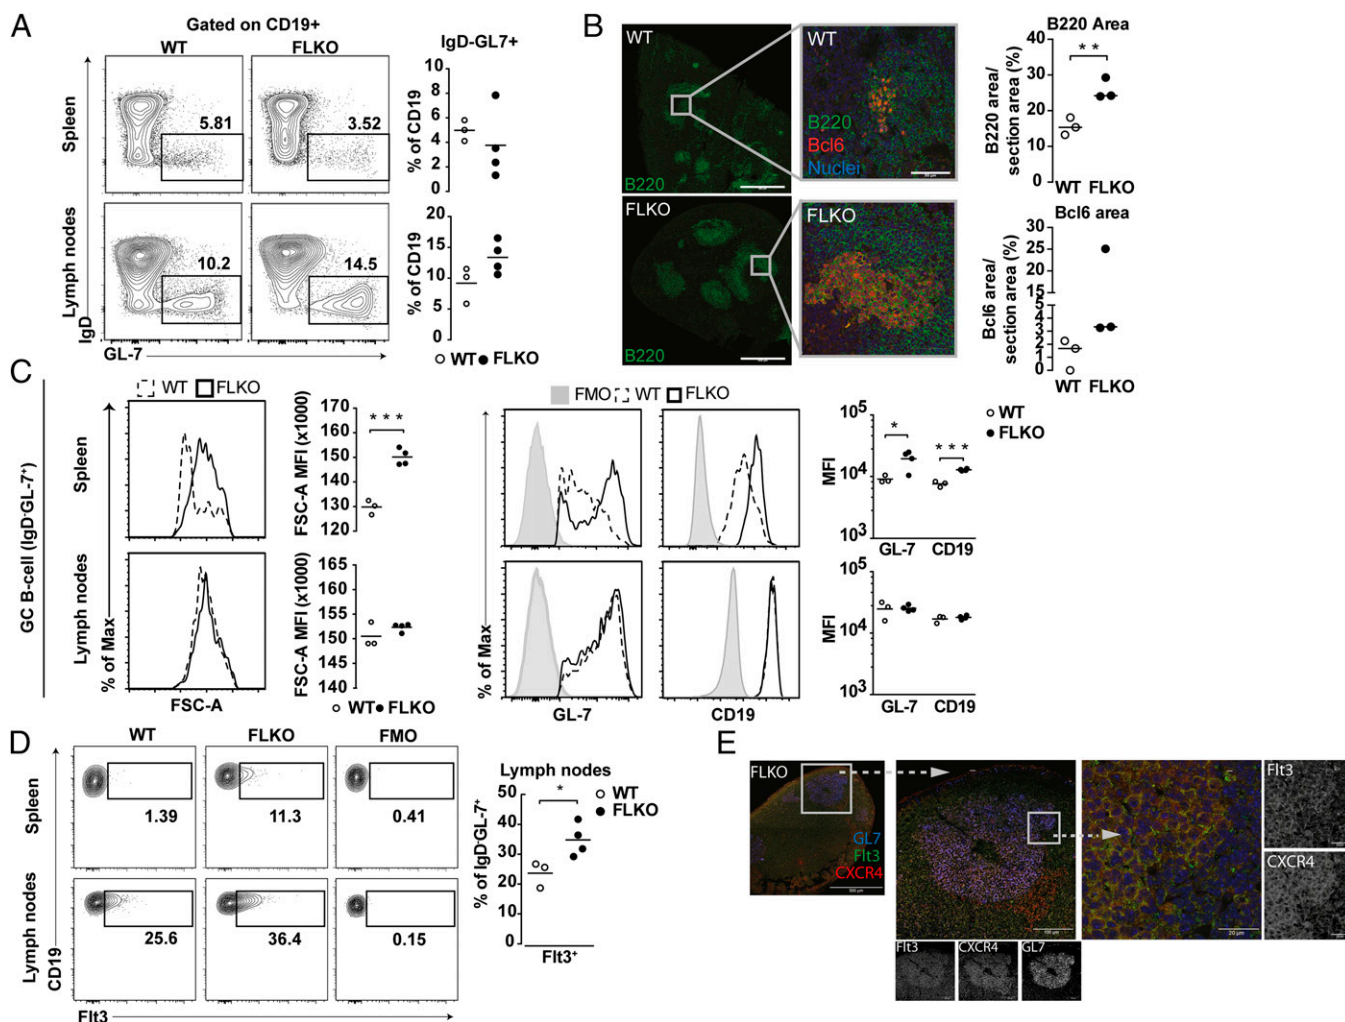 A
Gated on CD19+
WT
FLKO
IgD-GL7+
Spleen
5.81
3.52
% of CD19
10
8
6
4
2
0
Lymph nodes
IgD
10.2
14.5
% of CD19
20
15
10
5
0
GL-7
WT
FLKO
B
WT
B220
WT
B220
Bcl6
Nuclei
FLKO
B220
FLKO
B220 Area
**
B220 area/
section area (%)
40
30
20
10
0
WT
FLKO
Bcl6 area
Bcl6 area/
section area (%)
30
25
20
15
10
5
5
4
3
2
1
0
WT
FLKO
C
GC B-cell (IgD-GL-7+)
WT
FLKO
Spleen
Lymph nodes
% of Max
FSC-A
FSC-A MFI (x1000)
170
160
150
140
130
120
***
FSC-A MFI (x1000)
165
160
155
150
145
140
WT
FLKO
FMO
WT
FLKO
% of Max
GL-7
CD19
WT
FLKO
MFI
105
104
103
*
***
GL-7
CD19
MFI
105
104
103
GL-7
CD19
D
WT
FLKO
FMO
Spleen
1.39
11.3
0.41
Lymph nodes
CD19
25.6
36.4
0.15
Flt3
Lymph nodes
WT
FLKO
*
% of IgD-GL-7+
50
40
30
20
10
0
Flt3+
E
FLKO
GL7
Flt3
CXCR4
100 µm
20 µm
Flt3
CXCR4
Flt3
CXCR4
GL7